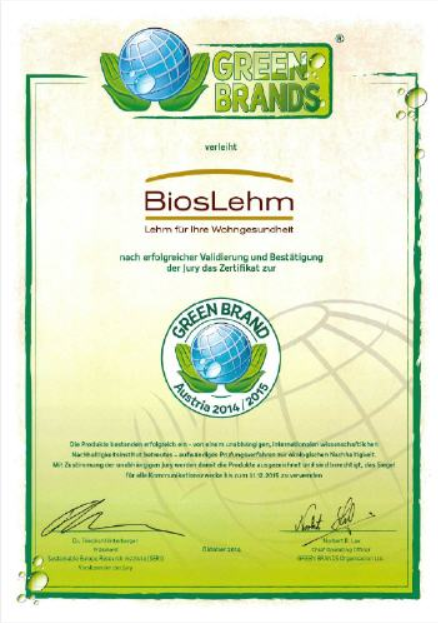 ®
GREEN
BRANDS
verleiht
BiosLehm
Lehm für Ihre Wohngesundheit
nach erfolgreicher Validierung und Bestätigung
der Jury das Zertifikat zur
GREEN BRAND
Austria 2014 / 2015
Die Produkte bestanden erfolgreich ein - von einem unabhängigen, internationalen wissenschaftlichen
Nachhaltigkeitsinstitut betreutes - aufwändiges Prüfungsverfahren zur ökologischen Nachhaltigkeit.
Mit Zustimmung der unabhängigen Jury werden damit die Produkte ausgezeichnet und sind berechtigt, das Siegel
für alle Kommunikationszwecke bis zum 31.12.2015 zu verwenden.
Präsident
Sustainable Europe Research Institute (SERI)
Vorsitzender der Jury
Oktober 2014
Norbert R. Lux
Chief Operating Officer
GREEN BRANDS Organisation Ltd.